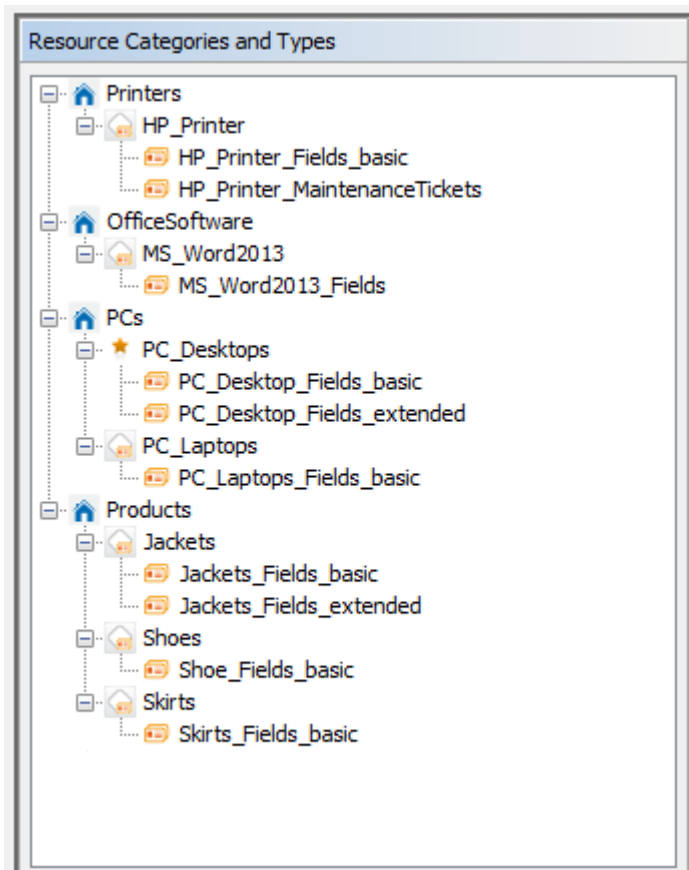 Resource Categories and Types
Printers
HP_Printer
HP_Printer_Fields_basic
HP_Printer_MaintenanceTickets
OfficeSoftware
MS_Word2013
MS_Word2013_Fields
PCs
PC_Desktops
PC_Desktop_Fields_basic
PC_Desktop_Fields_extended
PC_Laptops
PC_Laptops_Fields_basic
Products
Jackets
Jackets_Fields_basic
Jackets_Fields_extended
Shoes
Shoe_Fields_basic
Skirts
Skirts_Fields_basic